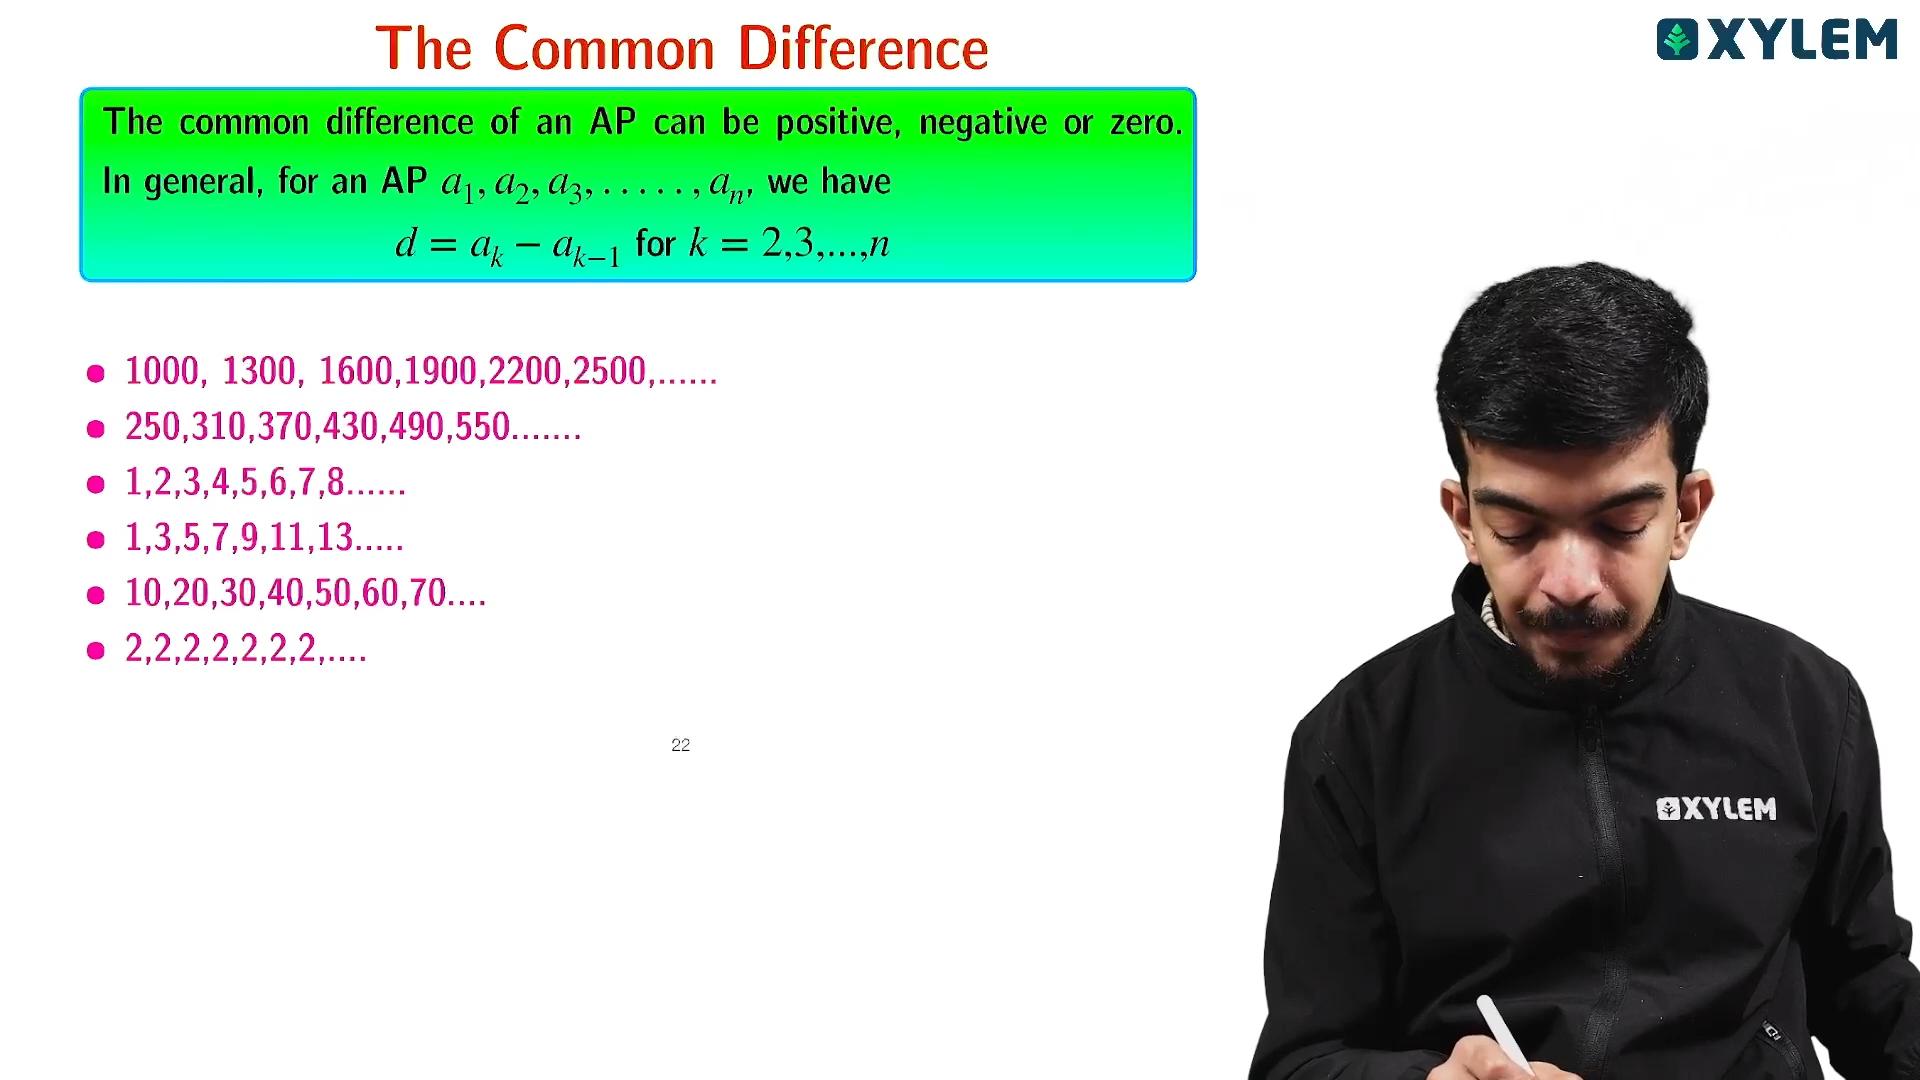 The Common Difference
XYLEM
The common difference of an AP can be positive, negative or zero.
In general, for an AP a₁, a₂, a₃, . . . . . , aₙ, we have
d = aₖ − aₖ₋₁ for k = 2,3,...,n
• 1000, 1300, 1600,1900,2200,2500,......
• 250,310,370,430,490,550.......
• 1,2,3,4,5,6,7,8......
• 1,3,5,7,9,11,13.....
• 10,20,30,40,50,60,70....
• 2,2,2,2,2,2,2,....
22
XYLEM